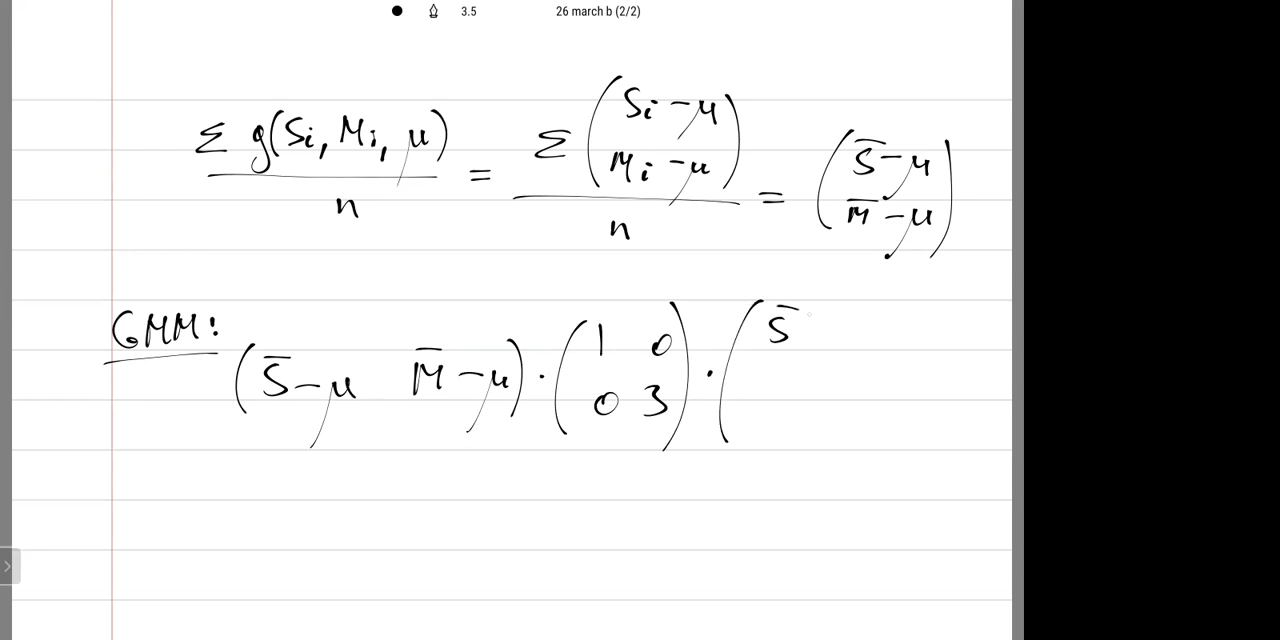 3.5 26 march b (2/2)
Σ g(Si, Mi, μ) / n = Σ (Si − μ Mi − μ) / n = (S̅ − μ M̅ − μ)
GMM: (S̅ − μ M̅ − μ) · (1 0 0 3) · (S̅